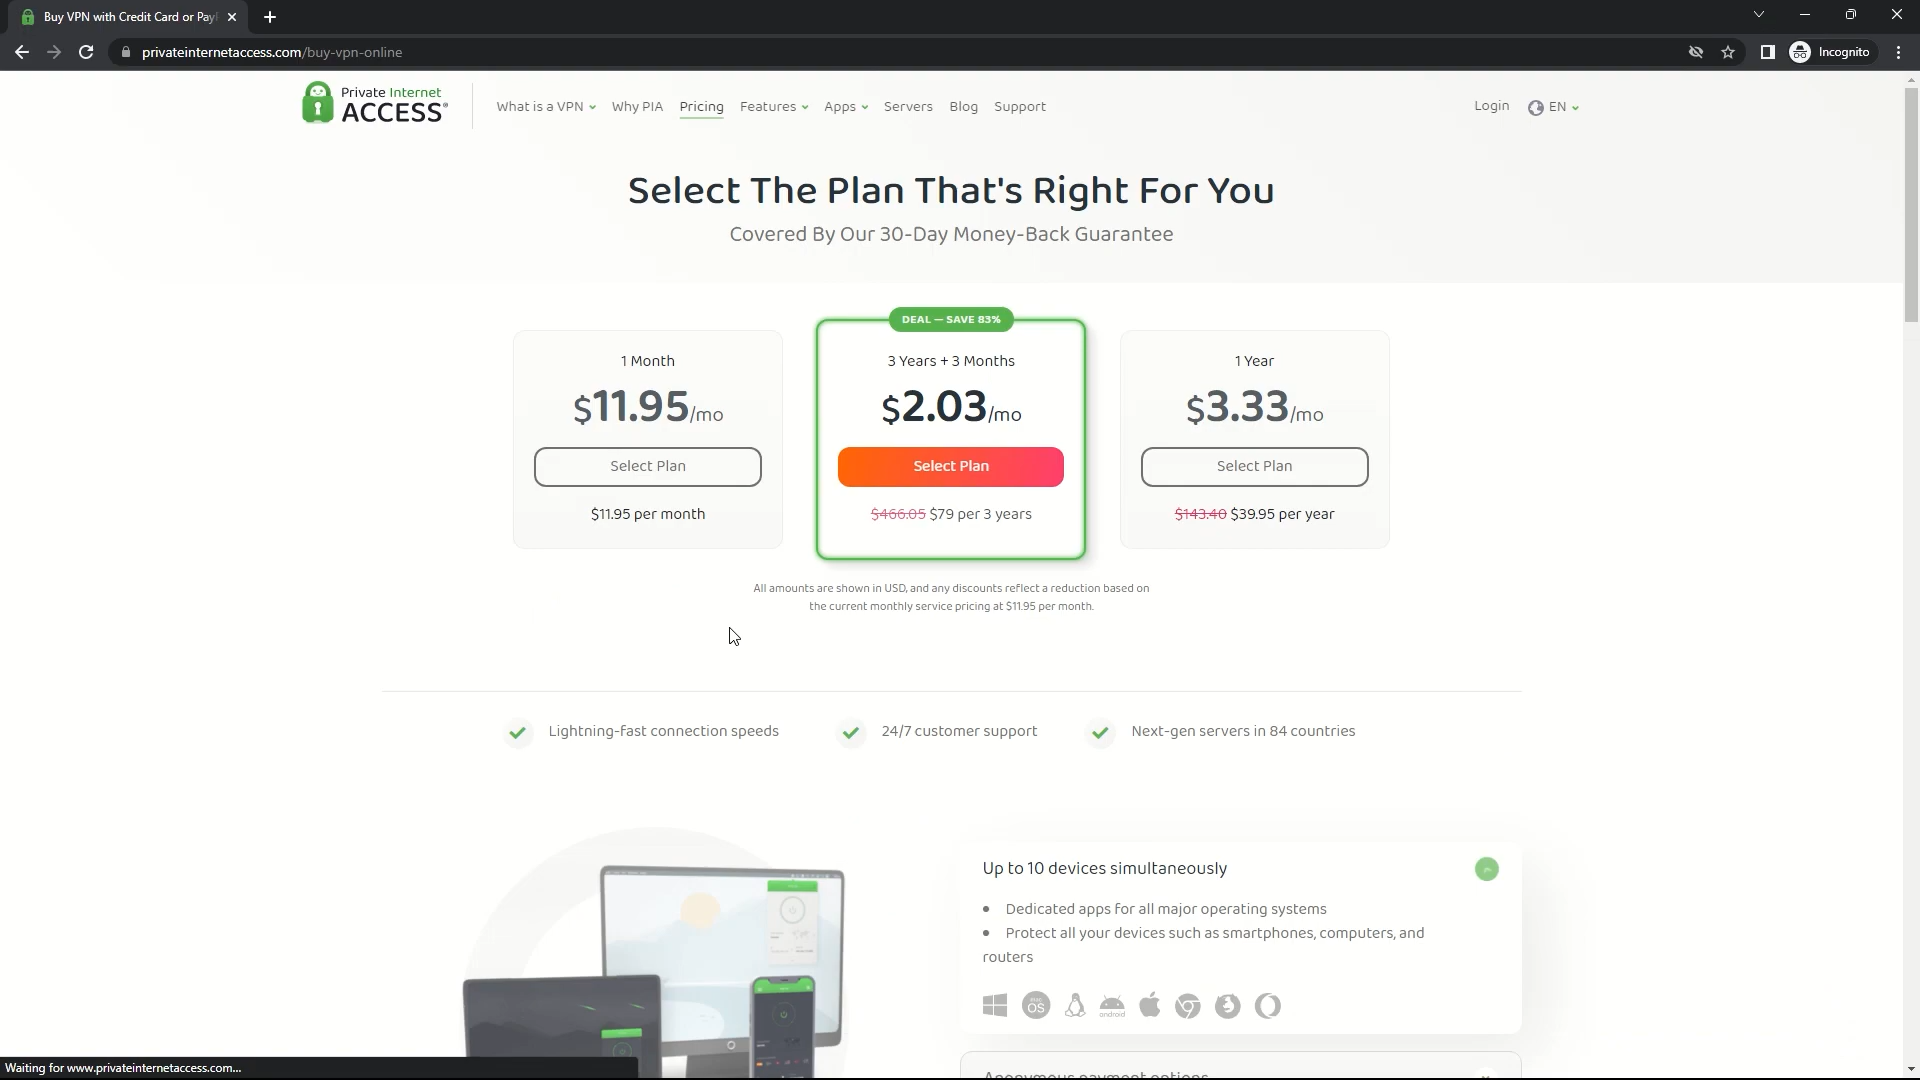 Buy VPN with Credit Card or Pay
privateinternetaccess.com/buy-vpn-online
Incognito
Private Internet
ACCESS®
What is a VPN
Why PIA
Pricing
Features
Apps
Servers
Blog
Support
Login
EN
Select The Plan That's Right For You
Covered By Our 30-Day Money-Back Guarantee
1 Month
$11.95/mo
Select Plan
$11.95 per month
DEAL — SAVE 83%
3 Years + 3 Months
$2.03/mo
Select Plan
$466.05 $79 per 3 years
1 Year
$3.33/mo
Select Plan
$143.40 $39.95 per year
All amounts are shown in USD, and any discounts reflect a reduction based on
the current monthly service pricing at $11.95 per month.
Lightning-fast connection speeds
24/7 customer support
Next-gen servers in 84 countries
Up to 10 devices simultaneously
Dedicated apps for all major operating systems
Protect all your devices such as smartphones, computers, and
routers
OS
android
Anonymous payment options
Waiting for www.privateinternetaccess.com...